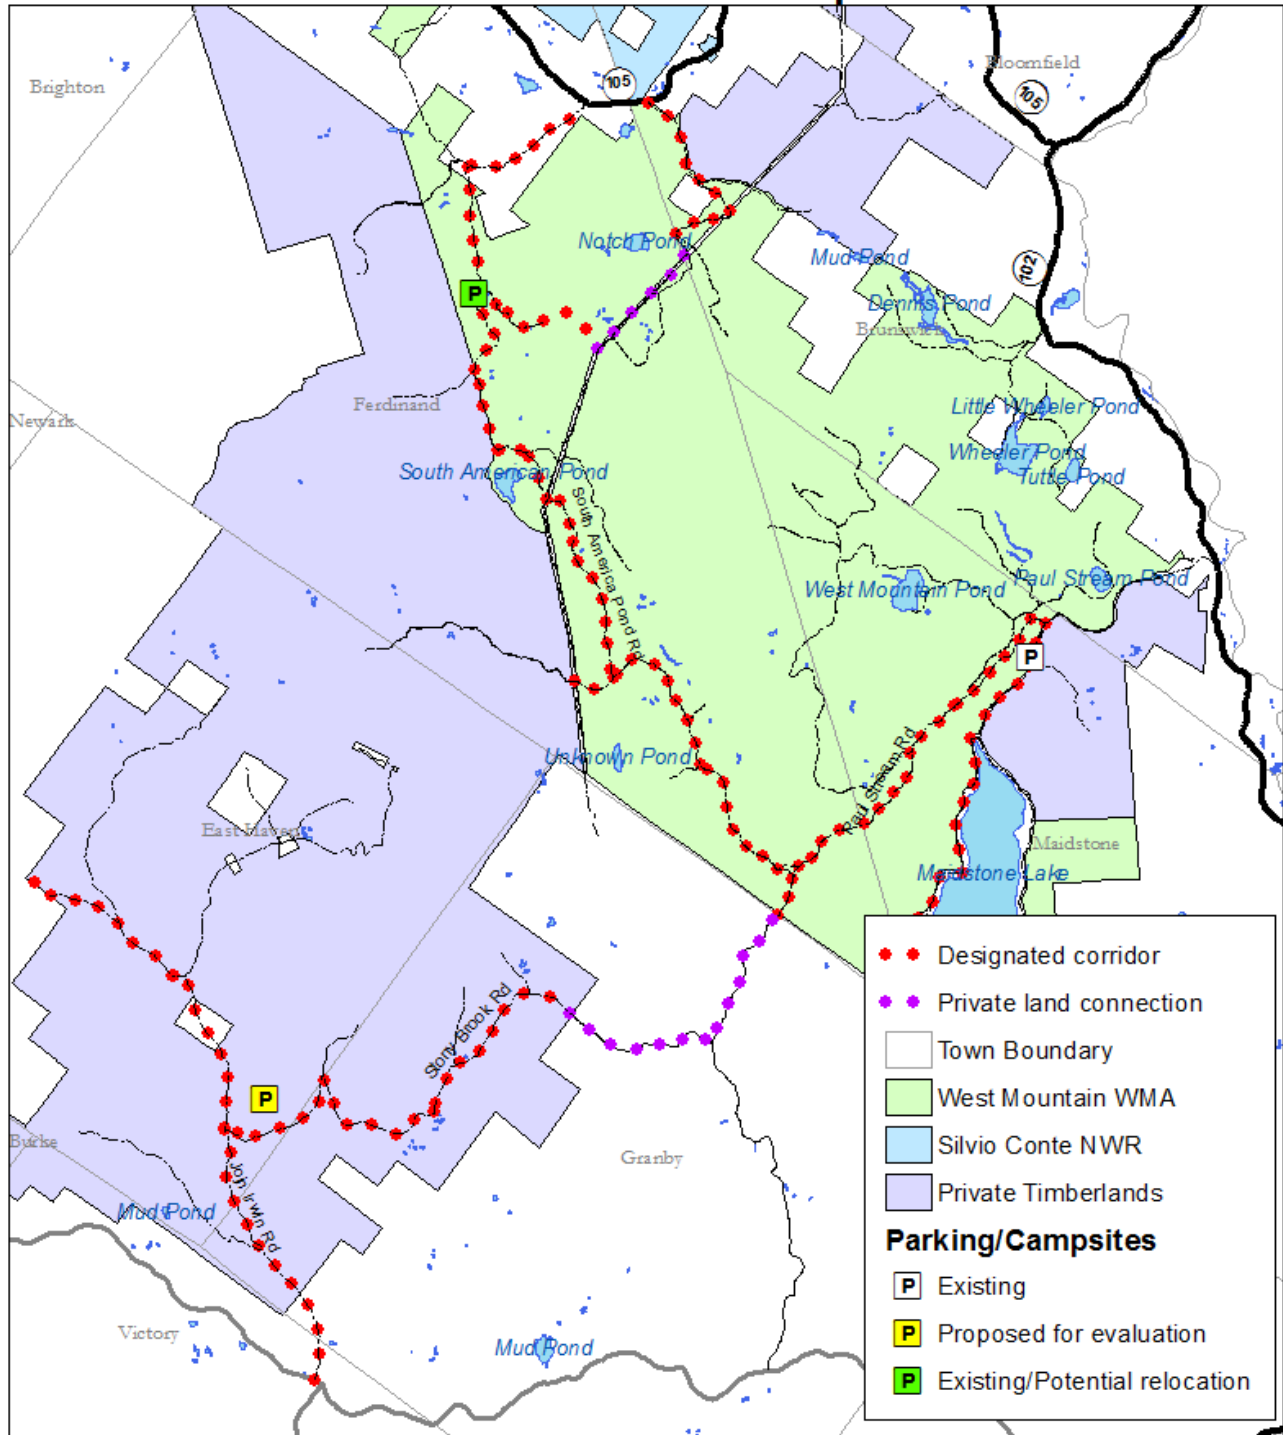 105
Bloomfield
Brighton
105
Notch Pond
Mud Pond
102
Dennis Pond
P
Brunswick
Ferdinand
Little Wheeler Pond
Newark
Wheeler Pond
South American Pond
Tuttle Pond
South America Pond Rd
Paul Stream Pond
West Mountain Pond
P
Unknown Pond
Paul Stream Rd
East Haven
Maidstone
Maidstone Lake
Stony Brook Rd
P
Burke
Granby
John Irwin Rd
Mud Pond
Victory
Mud Pond
Designated corridor
Private land connection
Town Boundary
West Mountain WMA
Silvio Conte NWR
Private Timberlands
Parking/Campsites
P Existing
P Proposed for evaluation
P Existing/Potential relocation